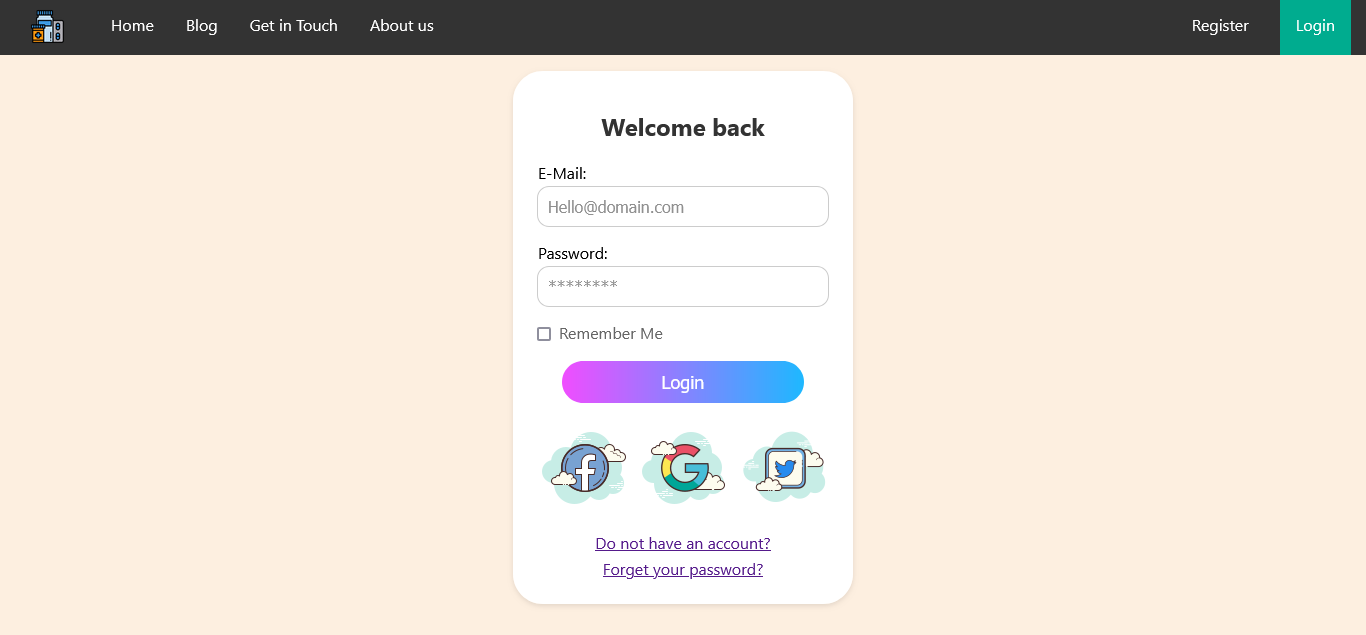 Home Blog Get in Touch About us Register Login
Welcome back
E-Mail:
Hello@domain.com
Password:
********
Remember Me
Login
Do not have an account?
Forget your password?